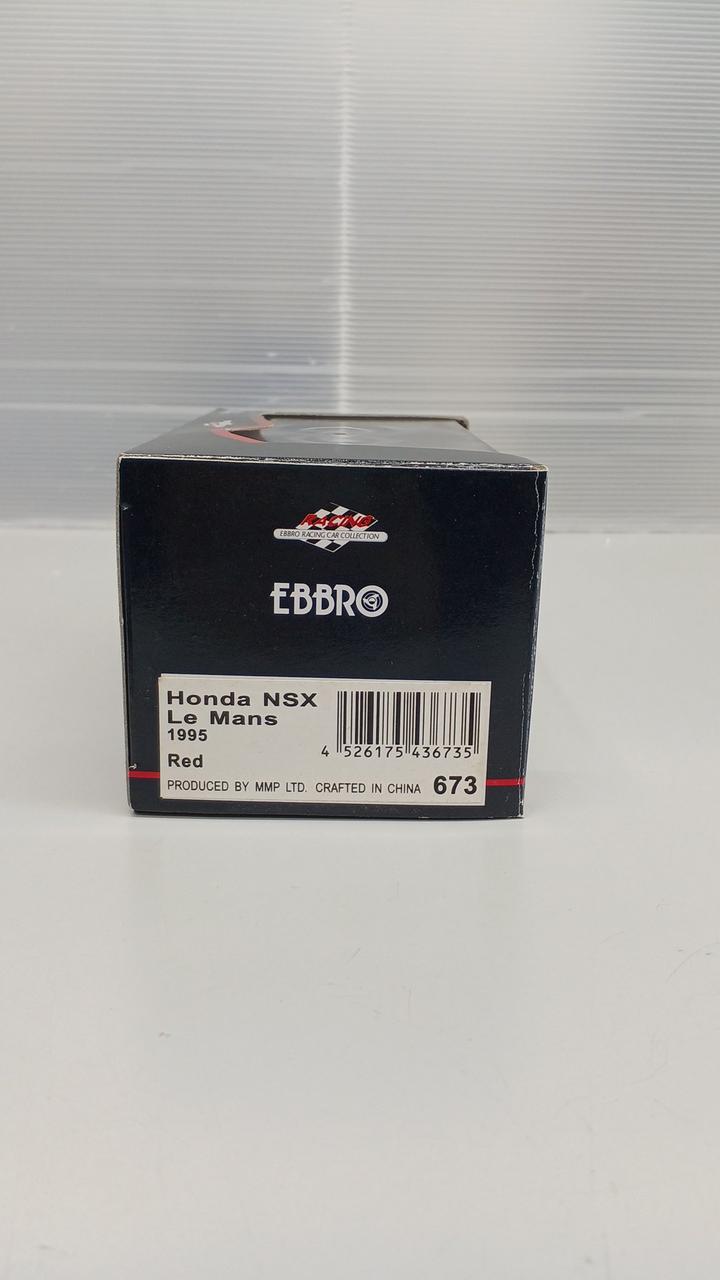 RACING
EBBRO RACING CAR COLLECTION
EBBRO
Honda NSX
Le Mans
1995
4 526175 436735
Red
PRODUCED BY MMP LTD. CRAFTED IN CHINA 673